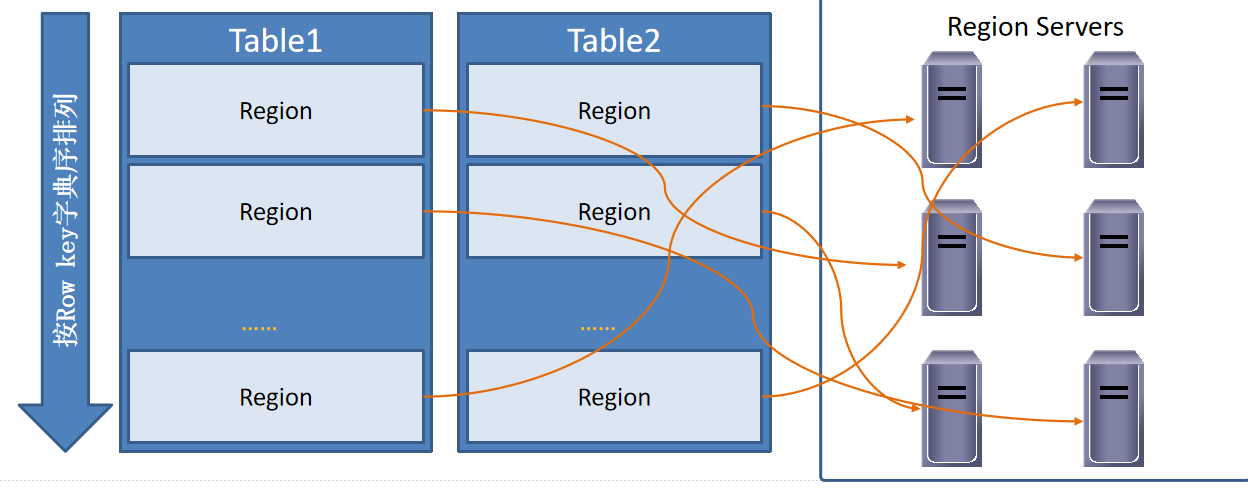 按Row key字典序排列
Table1
Region
Region
......
Region
Table2
Region
Region
......
Region
Region Servers